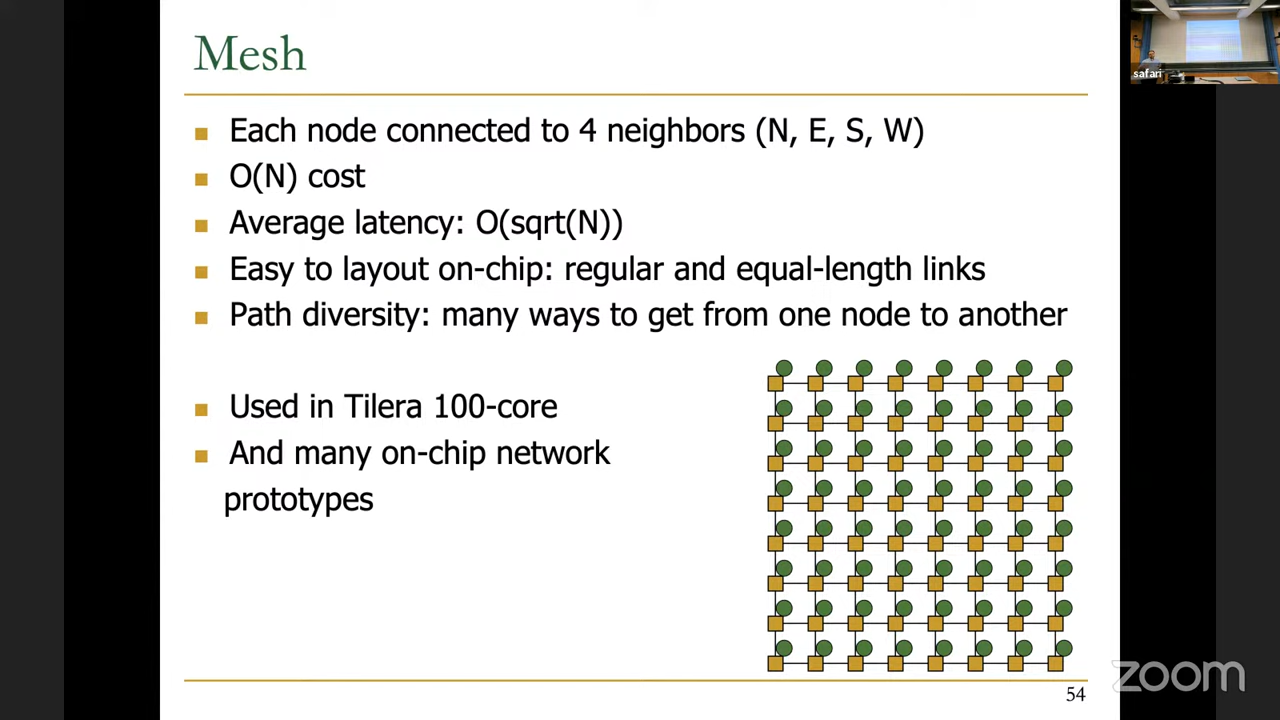 Mesh
safari
Each node connected to 4 neighbors (N, E, S, W)
O(N) cost
Average latency: O(sqrt(N))
Easy to layout on-chip: regular and equal-length links
Path diversity: many ways to get from one node to another
Used in Tilera 100-core
And many on-chip network
prototypes
54
zoom